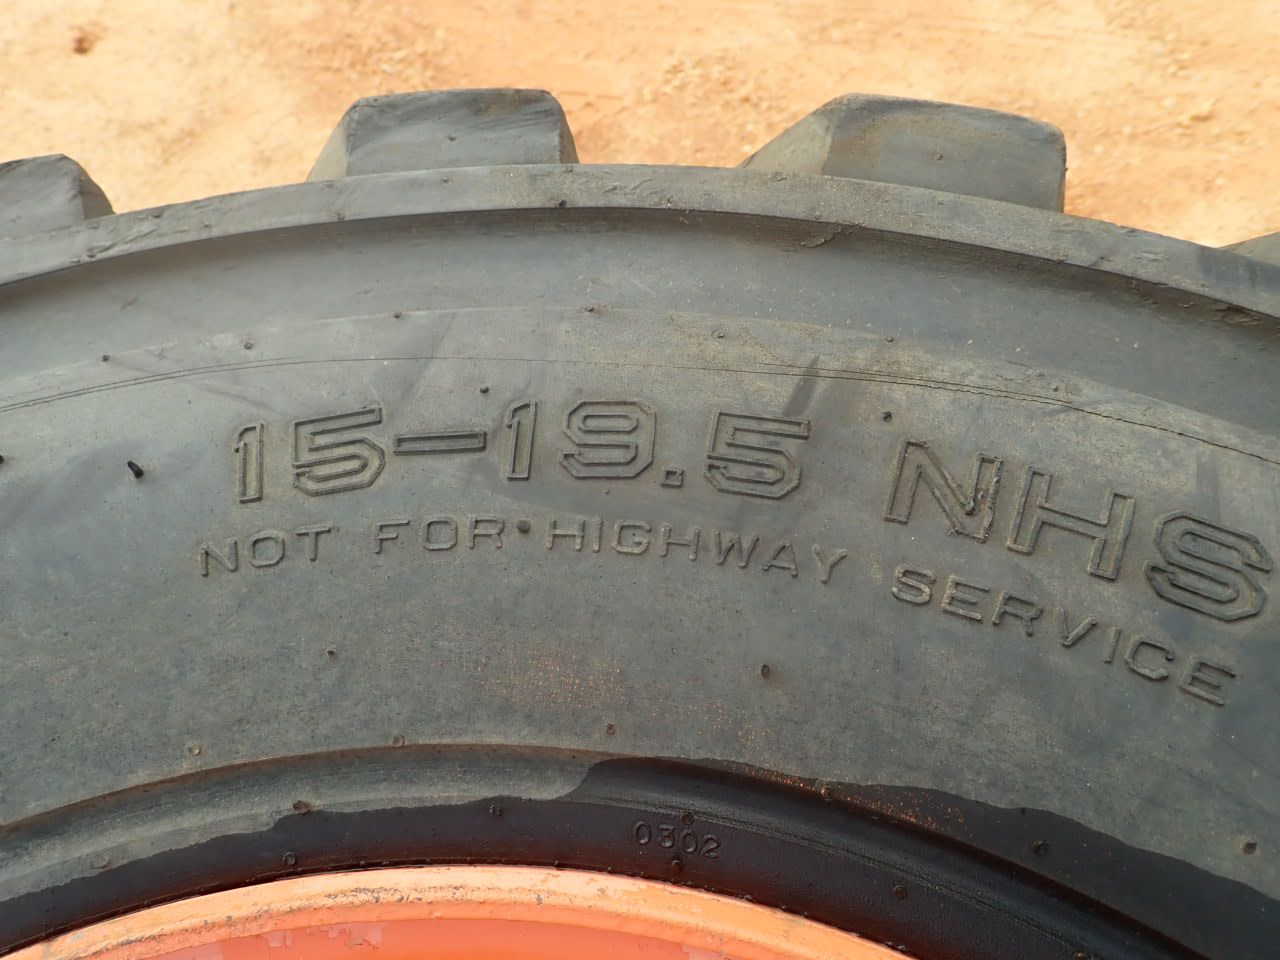 15-19.5 NHS
NOT FOR HIGHWAY SERVICE
0302